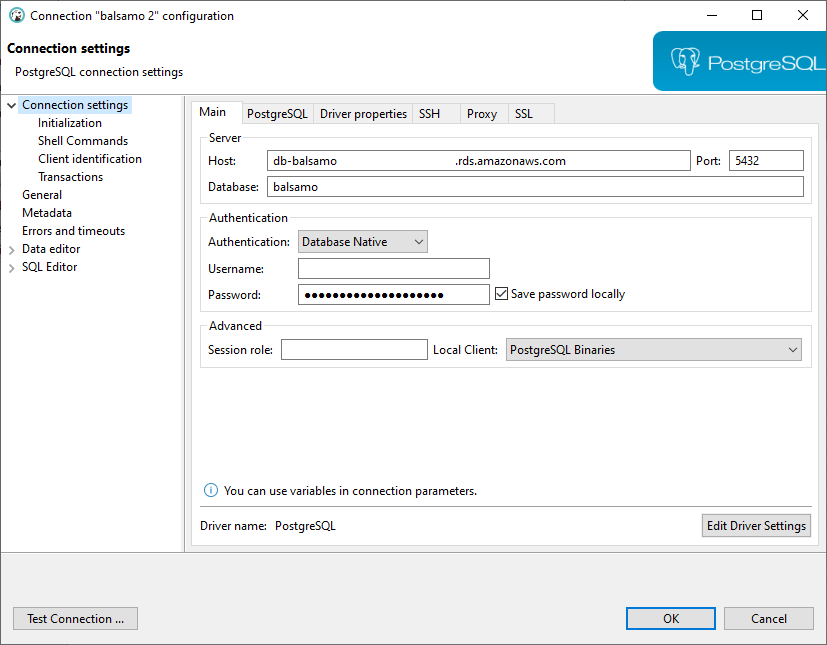 Connection "balsamo 2" configuration
Connection settings
PostgreSQL connection settings
PostgreSQL
Connection settings
Initialization
Shell Commands
Client identification
Transactions
General
Metadata
Errors and timeouts
Data editor
SQL Editor
Main PostgreSQL Driver properties SSH Proxy SSL
Server
Host: db-balsamo .rds.amazonaws.com Port: 5432
Database: balsamo
Authentication
Authentication: Database Native
Username:
Password: ●●●●●●●●●●●●●●●●●●●● Save password locally
Advanced
Session role: Local Client: PostgreSQL Binaries
You can use variables in connection parameters.
Driver name: PostgreSQL Edit Driver Settings
Test Connection ... OK Cancel